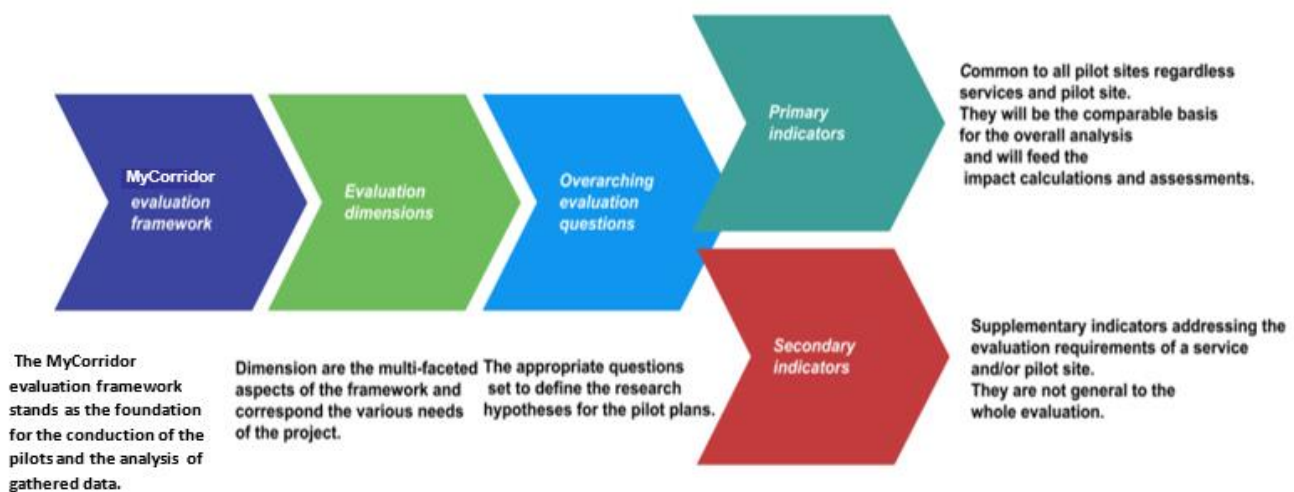 MyCorridor
evaluation
framework
Evaluation
dimensions
Overarching
evaluation
questions
Primary
indicators
Common to all pilot sites regardless
services and pilot site.
They will be the comparable basis
for the overall analysis
and will feed the
impact calculations and assessments.
Secondary
indicators
Supplementary indicators addressing the
evaluation requirements of a service
and/or pilot site.
They are not general to the
whole evaluation.
The MyCorridor
evaluation framework
stands as the foundation
for the conduction of the
pilots and the analysis of
gathered data.
Dimension are the multi-faceted
aspects of the framework and
correspond the various needs
of the project.
The appropriate questions
set to define the research
hypotheses for the pilot plans.